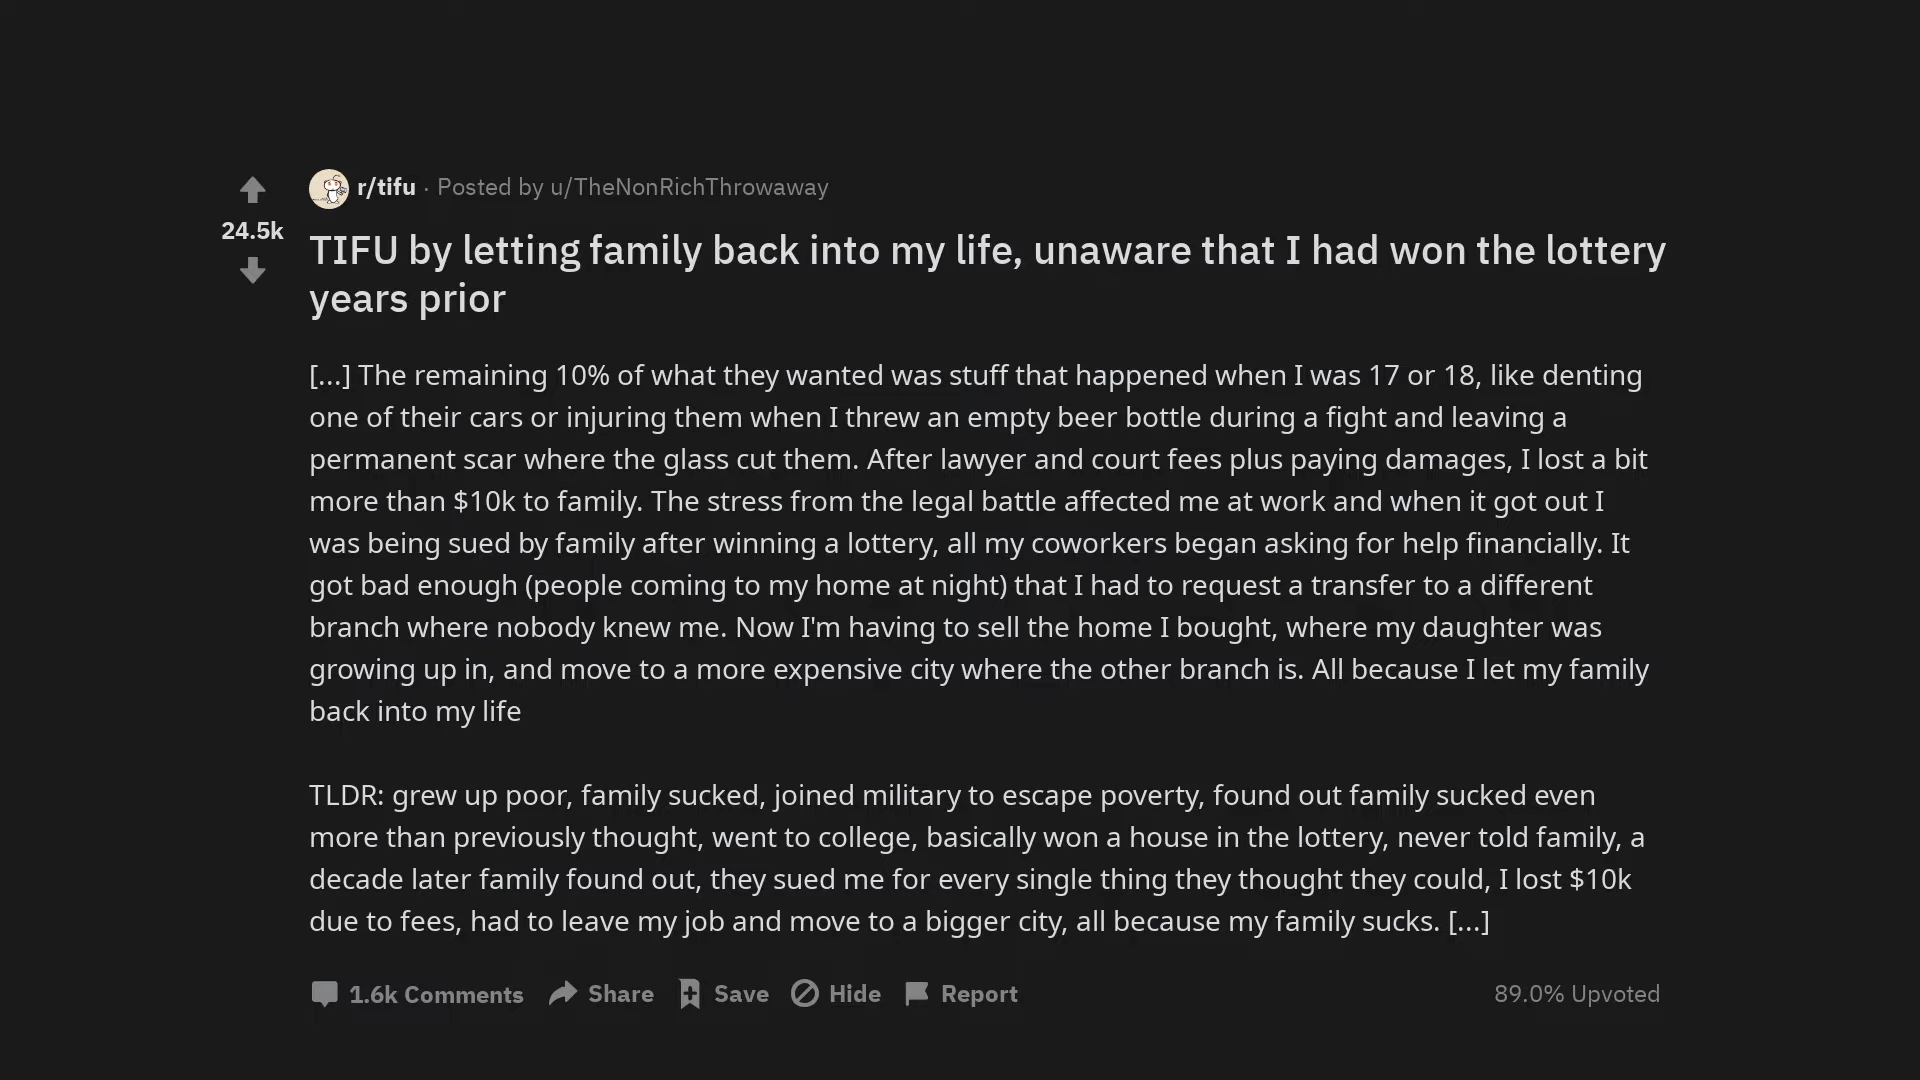 r/tifu · Posted by u/TheNonRichThrowaway
24.5k
TIFU by letting family back into my life, unaware that I had won the lottery
years prior
[...] The remaining 10% of what they wanted was stuff that happened when I was 17 or 18, like denting
one of their cars or injuring them when I threw an empty beer bottle during a fight and leaving a
permanent scar where the glass cut them. After lawyer and court fees plus paying damages, I lost a bit
more than $10k to family. The stress from the legal battle affected me at work and when it got out I
was being sued by family after winning a lottery, all my coworkers began asking for help financially. It
got bad enough (people coming to my home at night) that I had to request a transfer to a different
branch where nobody knew me. Now I'm having to sell the home I bought, where my daughter was
growing up in, and move to a more expensive city where the other branch is. All because I let my family
back into my life
TLDR: grew up poor, family sucked, joined military to escape poverty, found out family sucked even
more than previously thought, went to college, basically won a house in the lottery, never told family, a
decade later family found out, they sued me for every single thing they thought they could, I lost $10k
due to fees, had to leave my job and move to a bigger city, all because my family sucks. [...]
1.6k Comments Share Save Hide Report 89.0% Upvoted